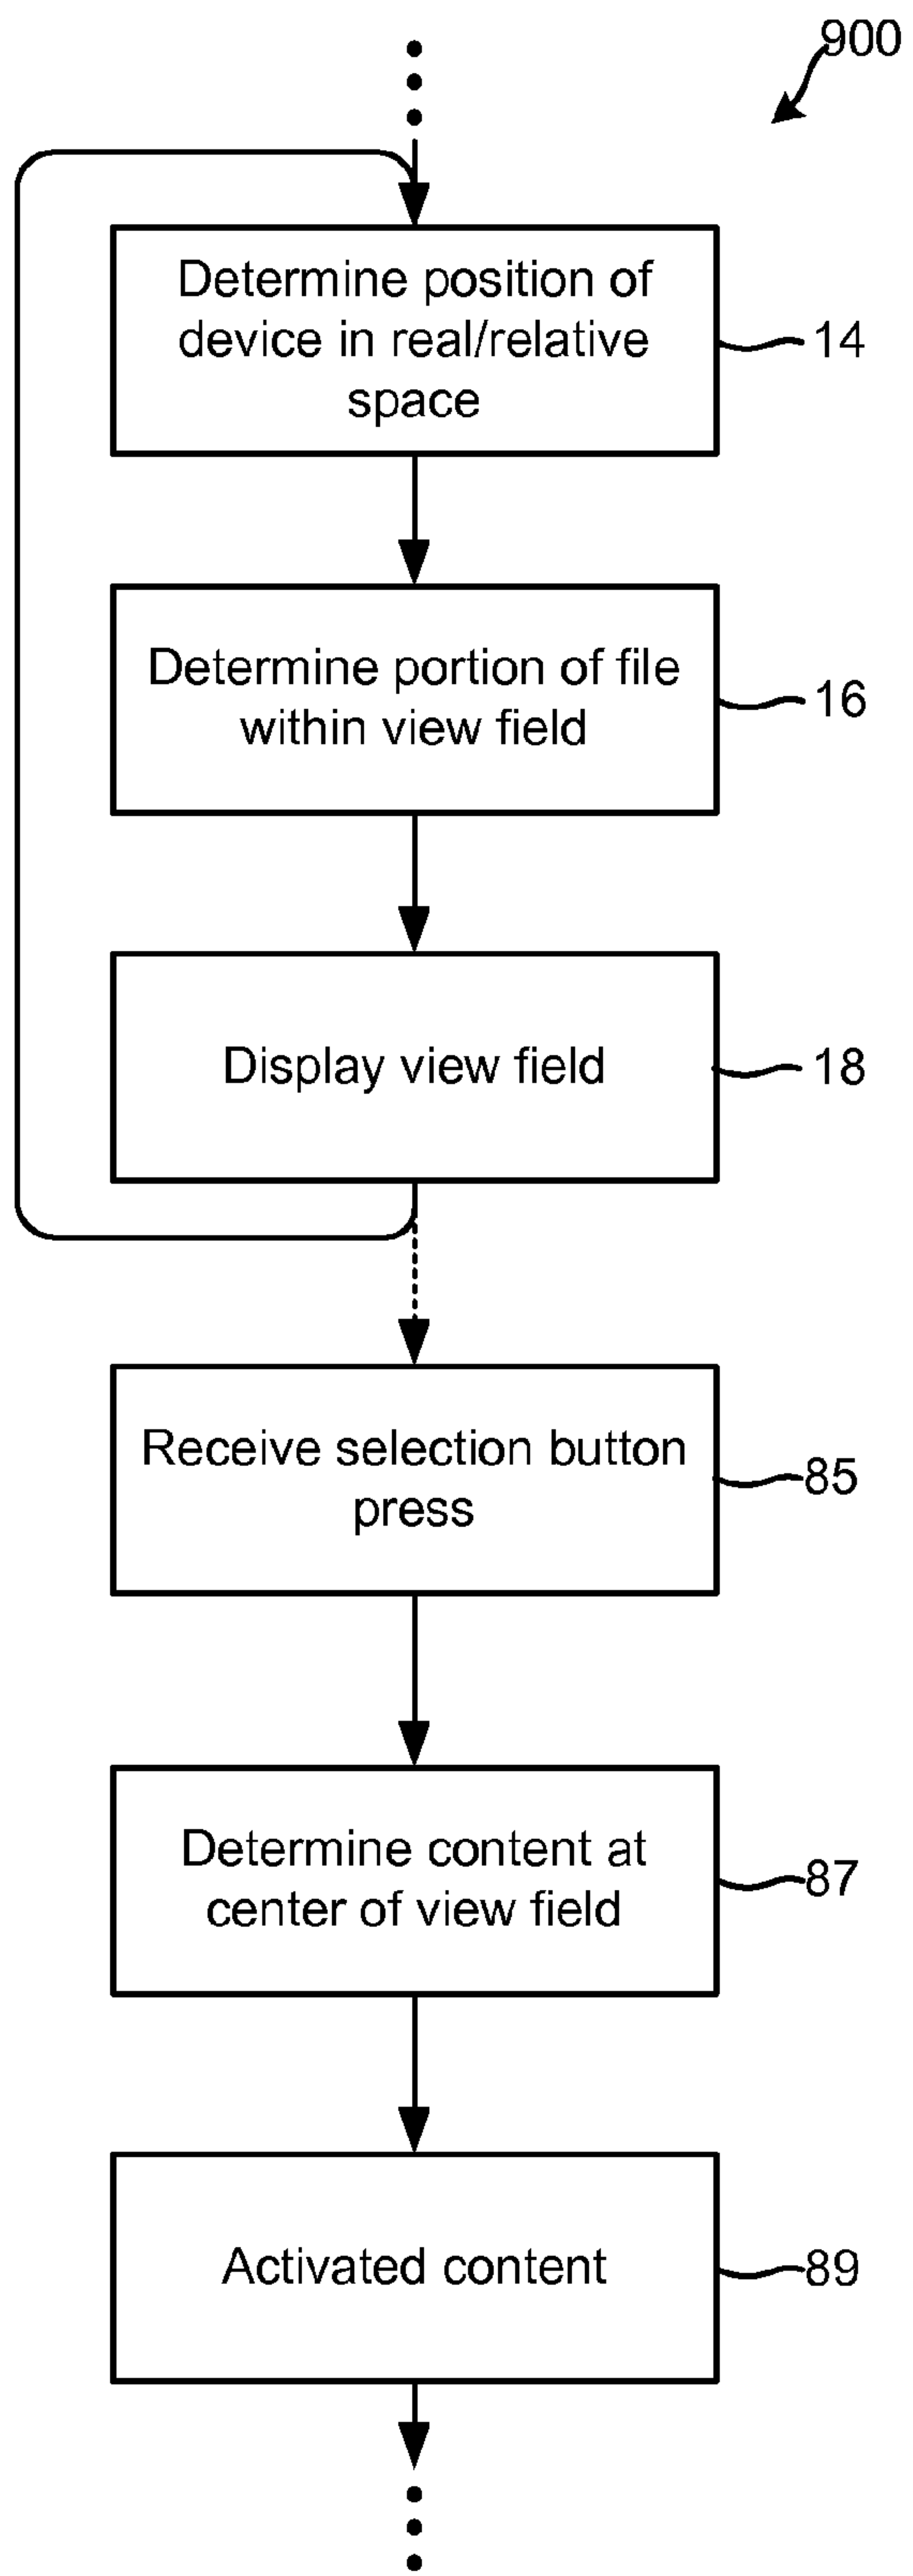 900
Determine position of
device in real/relative
space
14
Determine portion of file
within view field
16
Display view field
18
Receive selection button
press
85
Determine content at
center of view field
87
Activated content
89